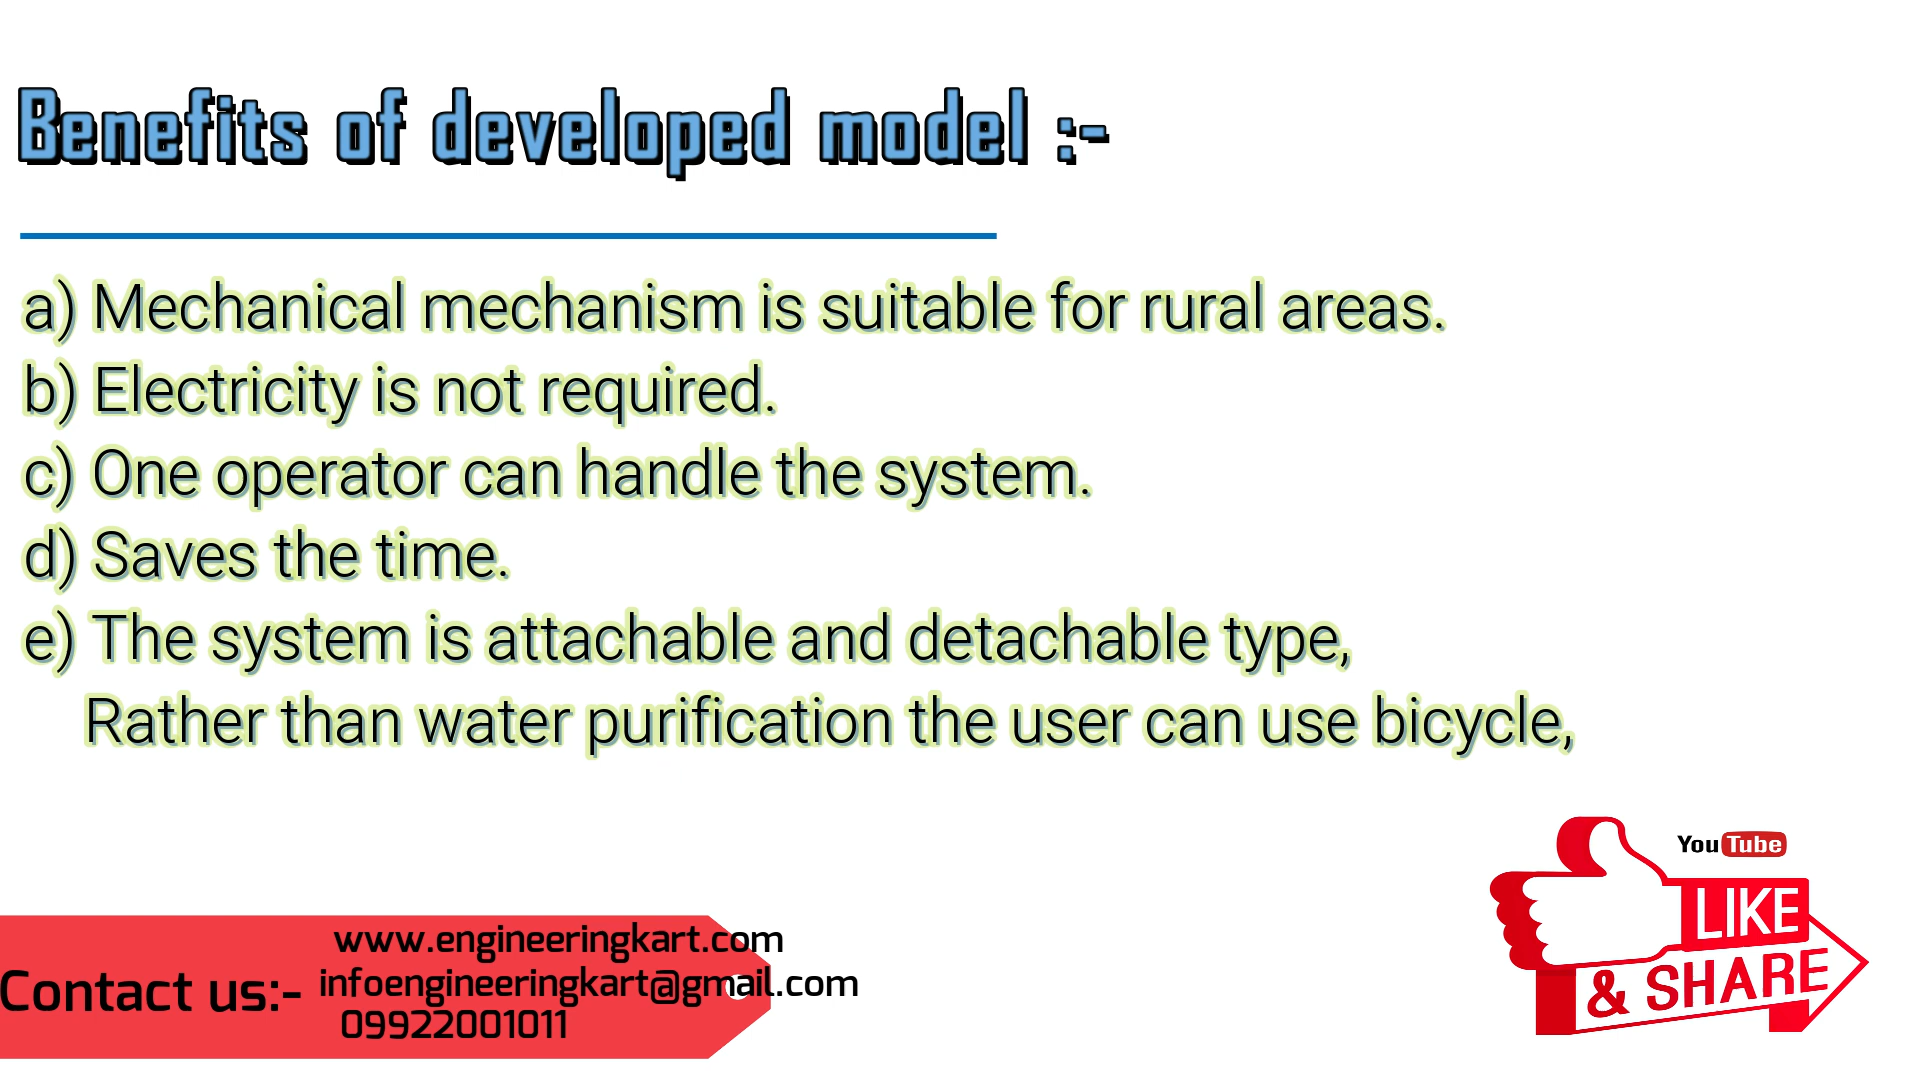 Benefits of developed model :-
a) Mechanical mechanism is suitable for rural areas.
b) Electricity is not required.
c) One operator can handle the system.
d) Saves the time.
e) The system is attachable and detachable type,
Rather than water purification the user can use bicycle,
YouTube
LIKE
& SHARE
www.engineeringkart.com
Contact us:- infoengineeringkart@gmail.com
09922001011